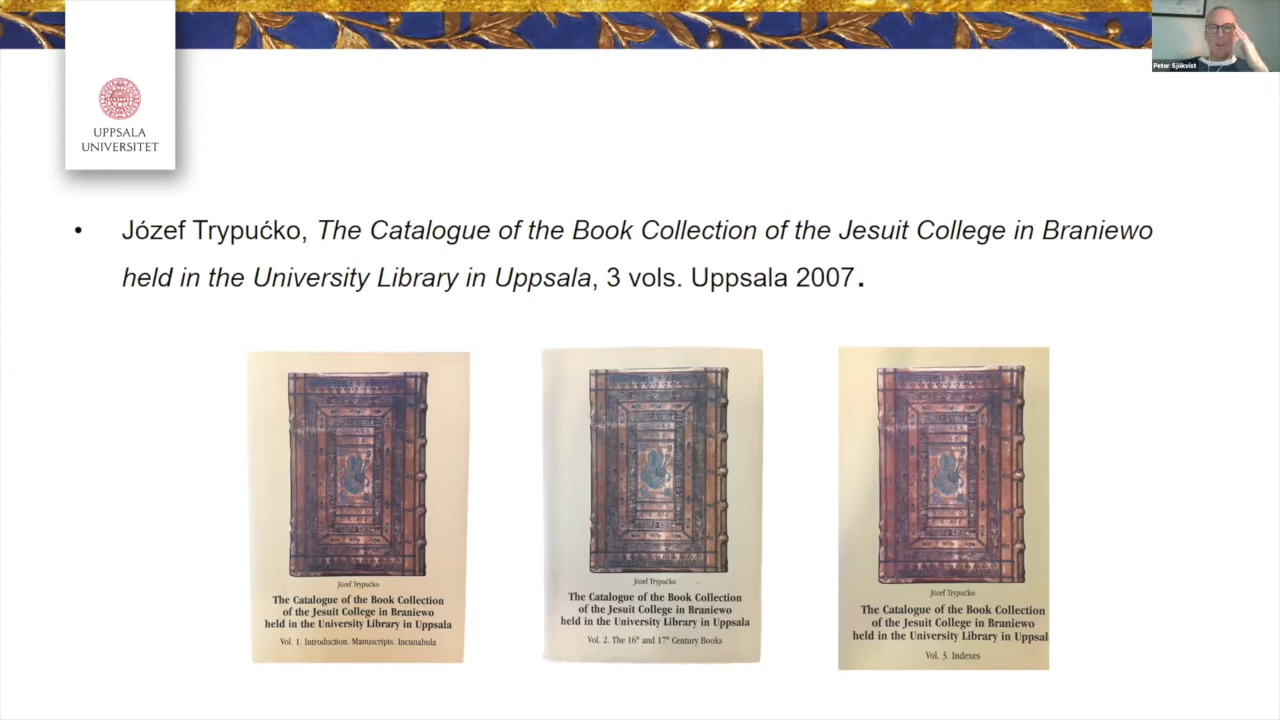 Peter Sjökvist
UPPSALA
UNIVERSITET
• Józef Trypućko, The Catalogue of the Book Collection of the Jesuit College in Braniewo
held in the University Library in Uppsala, 3 vols. Uppsala 2007.
Józef Trypućko
The Catalogue of the Book Collection
of the Jesuit College in Braniewo
held in the University Library in Uppsala
Vol. 1. Introduction. Manuscripts. Incunabula
Józef Trypućko
The Catalogue of the Book Collection
of the Jesuit College in Braniewo
held in the University Library in Uppsala
Vol. 2. The 16th and 17th Century Books
Józef Trypućko
The Catalogue of the Book Collection
of the Jesuit College in Braniewo
held in the University Library in Uppsal
Vol. 3. Indexes